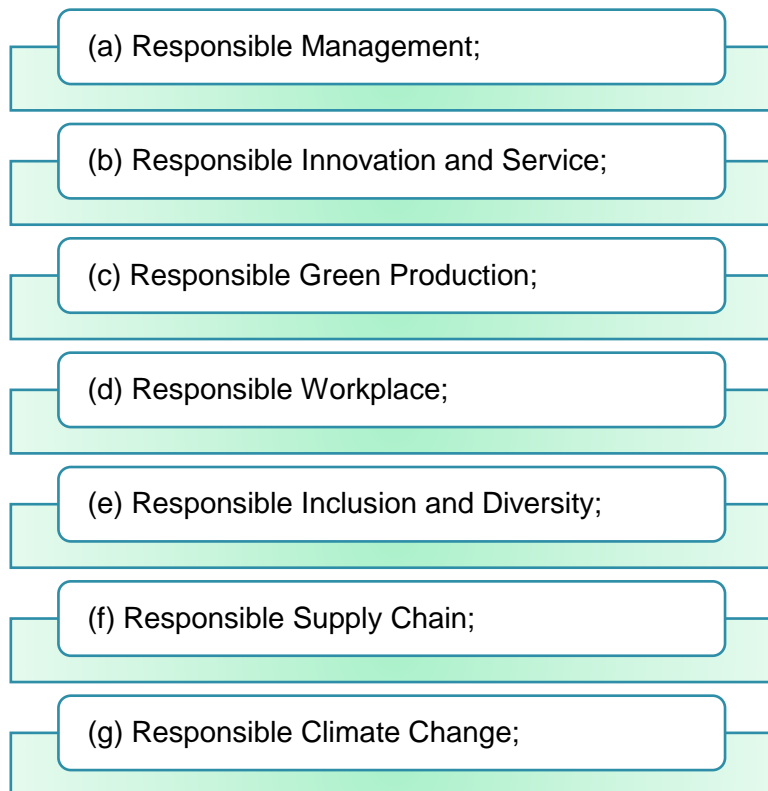 (a) Responsible Management;
(b) Responsible Innovation and Service;
(c) Responsible Green Production;
(d) Responsible Workplace;
(e) Responsible Inclusion and Diversity;
(f) Responsible Supply Chain;
(g) Responsible Climate Change;